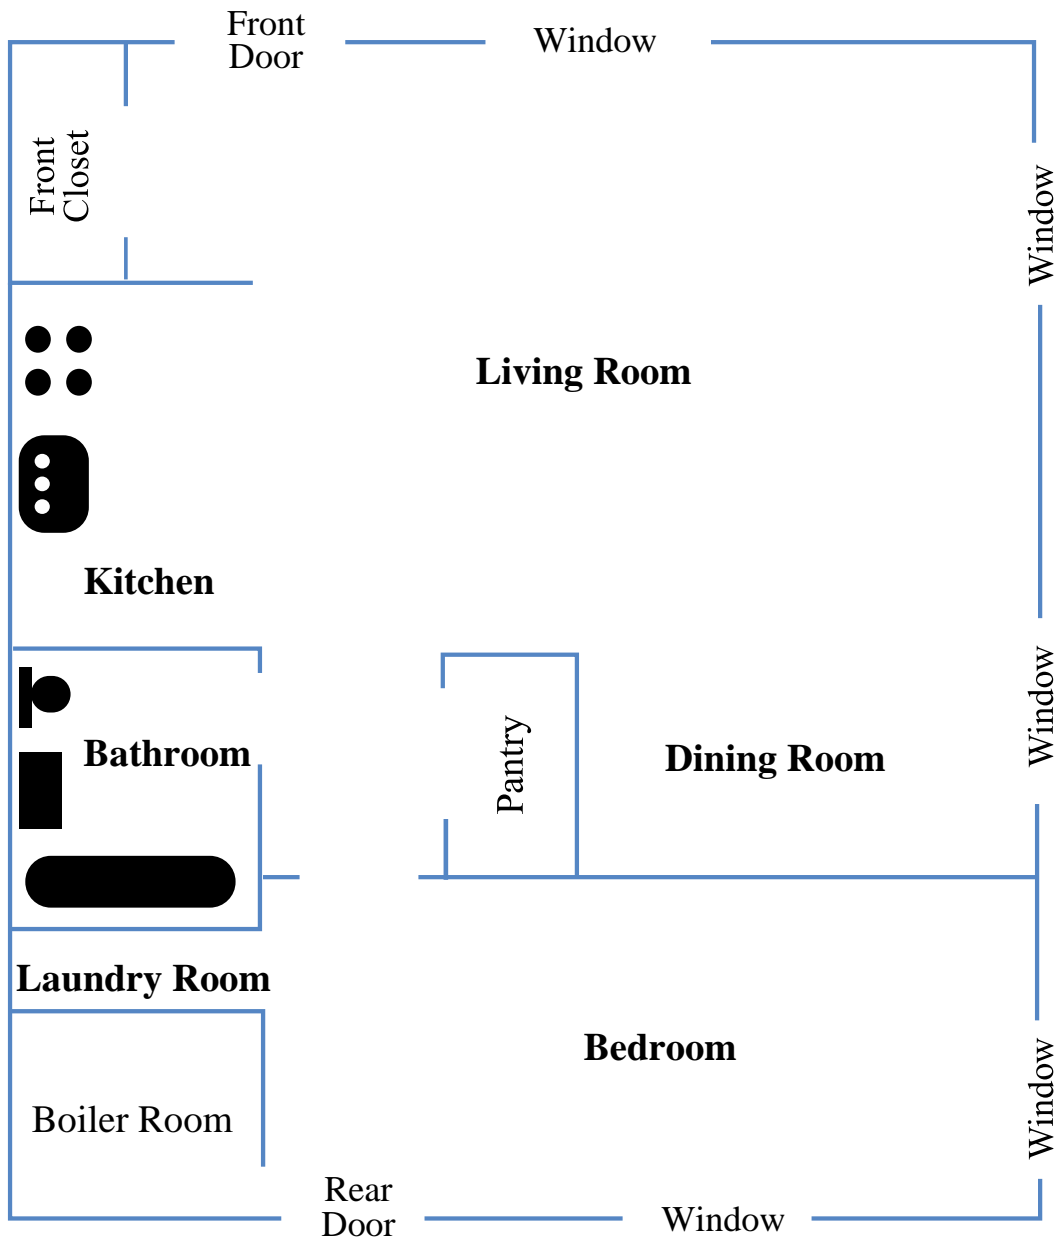 Front
Door
Window
Front
Closet
Window
Living Room
Kitchen
Window
Bathroom
Pantry
Dining Room
Laundry Room
Bedroom
Window
Boiler Room
Rear
Door
Window